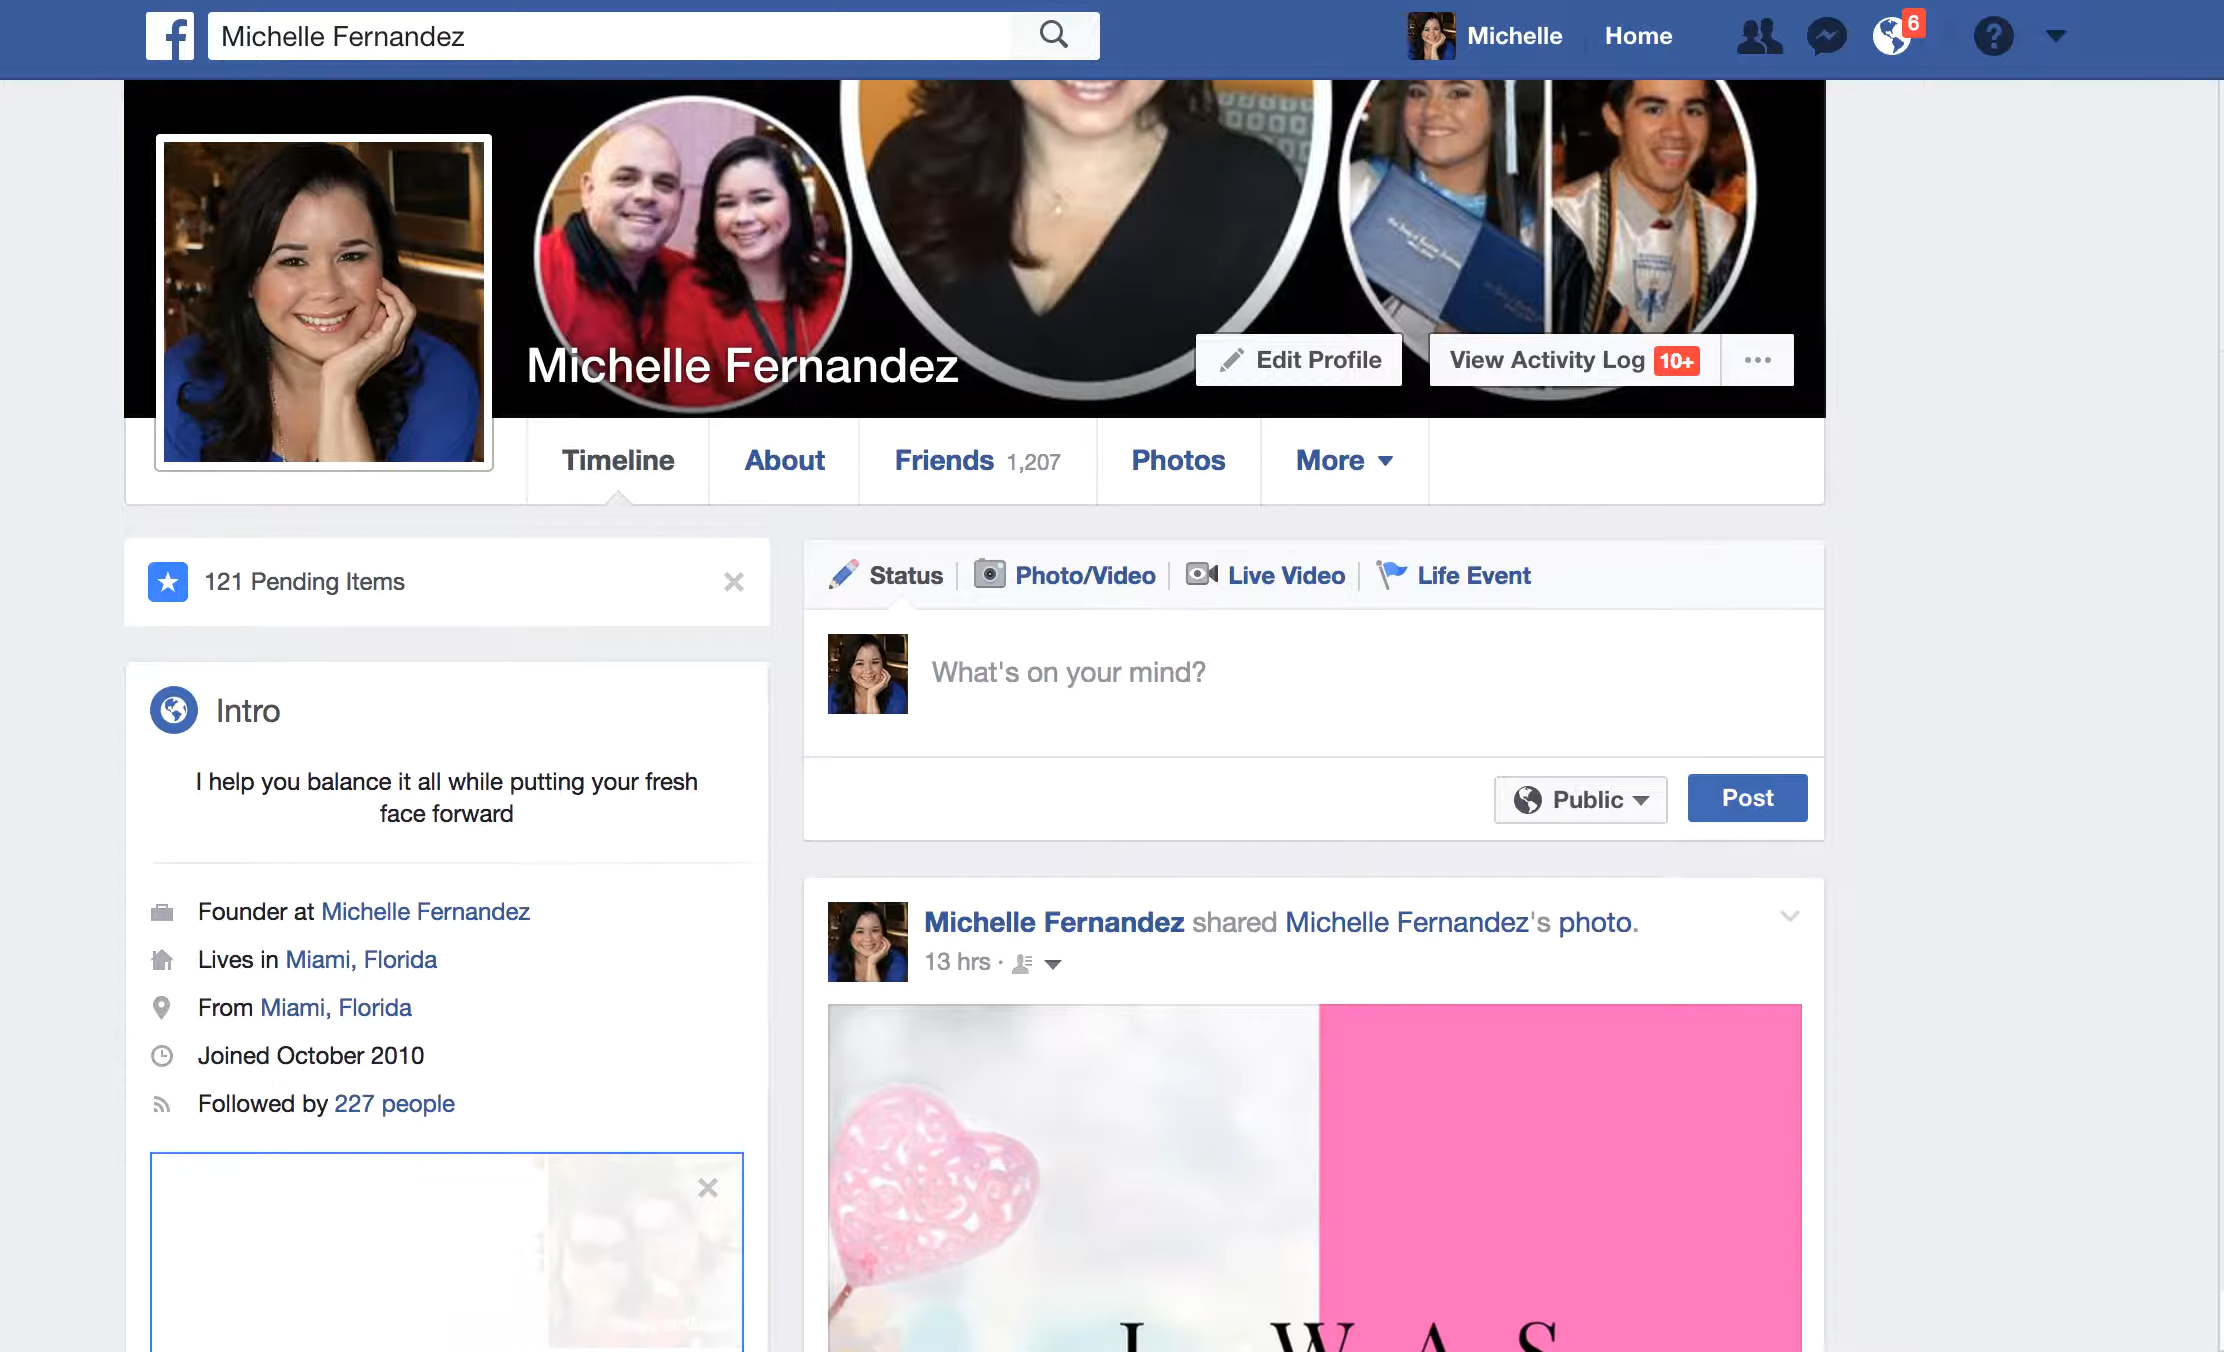 Michelle Fernandez
Michelle
Home
6
?
Michelle Fernandez
Edit Profile
View Activity Log 10+
Timeline
About
Friends 1,207
Photos
More
121 Pending Items
Status
Photo/Video
Live Video
Life Event
What's on your mind?
Public
Post
Intro
I help you balance it all while putting your fresh
face forward
Founder at Michelle Fernandez
Lives in Miami, Florida
From Miami, Florida
Joined October 2010
Followed by 227 people
Michelle Fernandez shared Michelle Fernandez's photo.
13 hrs ·
I WAS